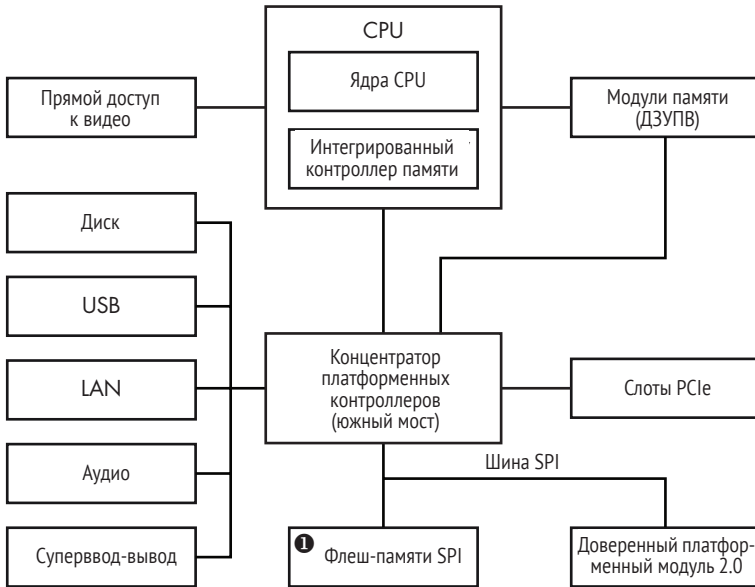 CPU
Ядра CPU
Прямой доступ
к видео
Модули памяти
(ДЗУПВ)
Интегрированный
контроллер памяти
Диск
USB
LAN
Аудио
Суперввод-вывод
Концентратор
платформенных
контроллеров
(южный мост)
Слоты PCIe
Шина SPI
❶ Флеш-памяти SPI
Доверенный платфор-
менный модуль 2.0